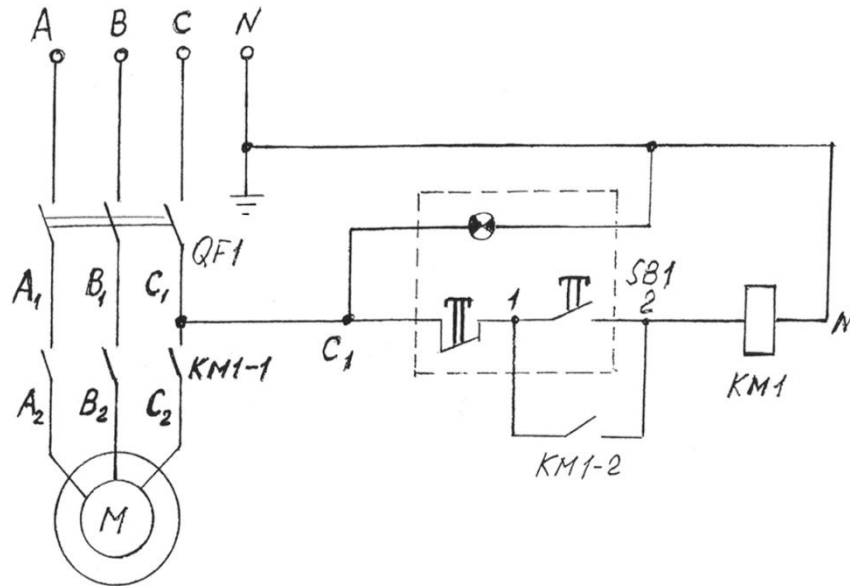 A B C N
QF1
A₁ B₁ C₁
SB1
1 2
C₁
N
KM1-1
KM1
A₂ B₂ C₂
KM1-2
M